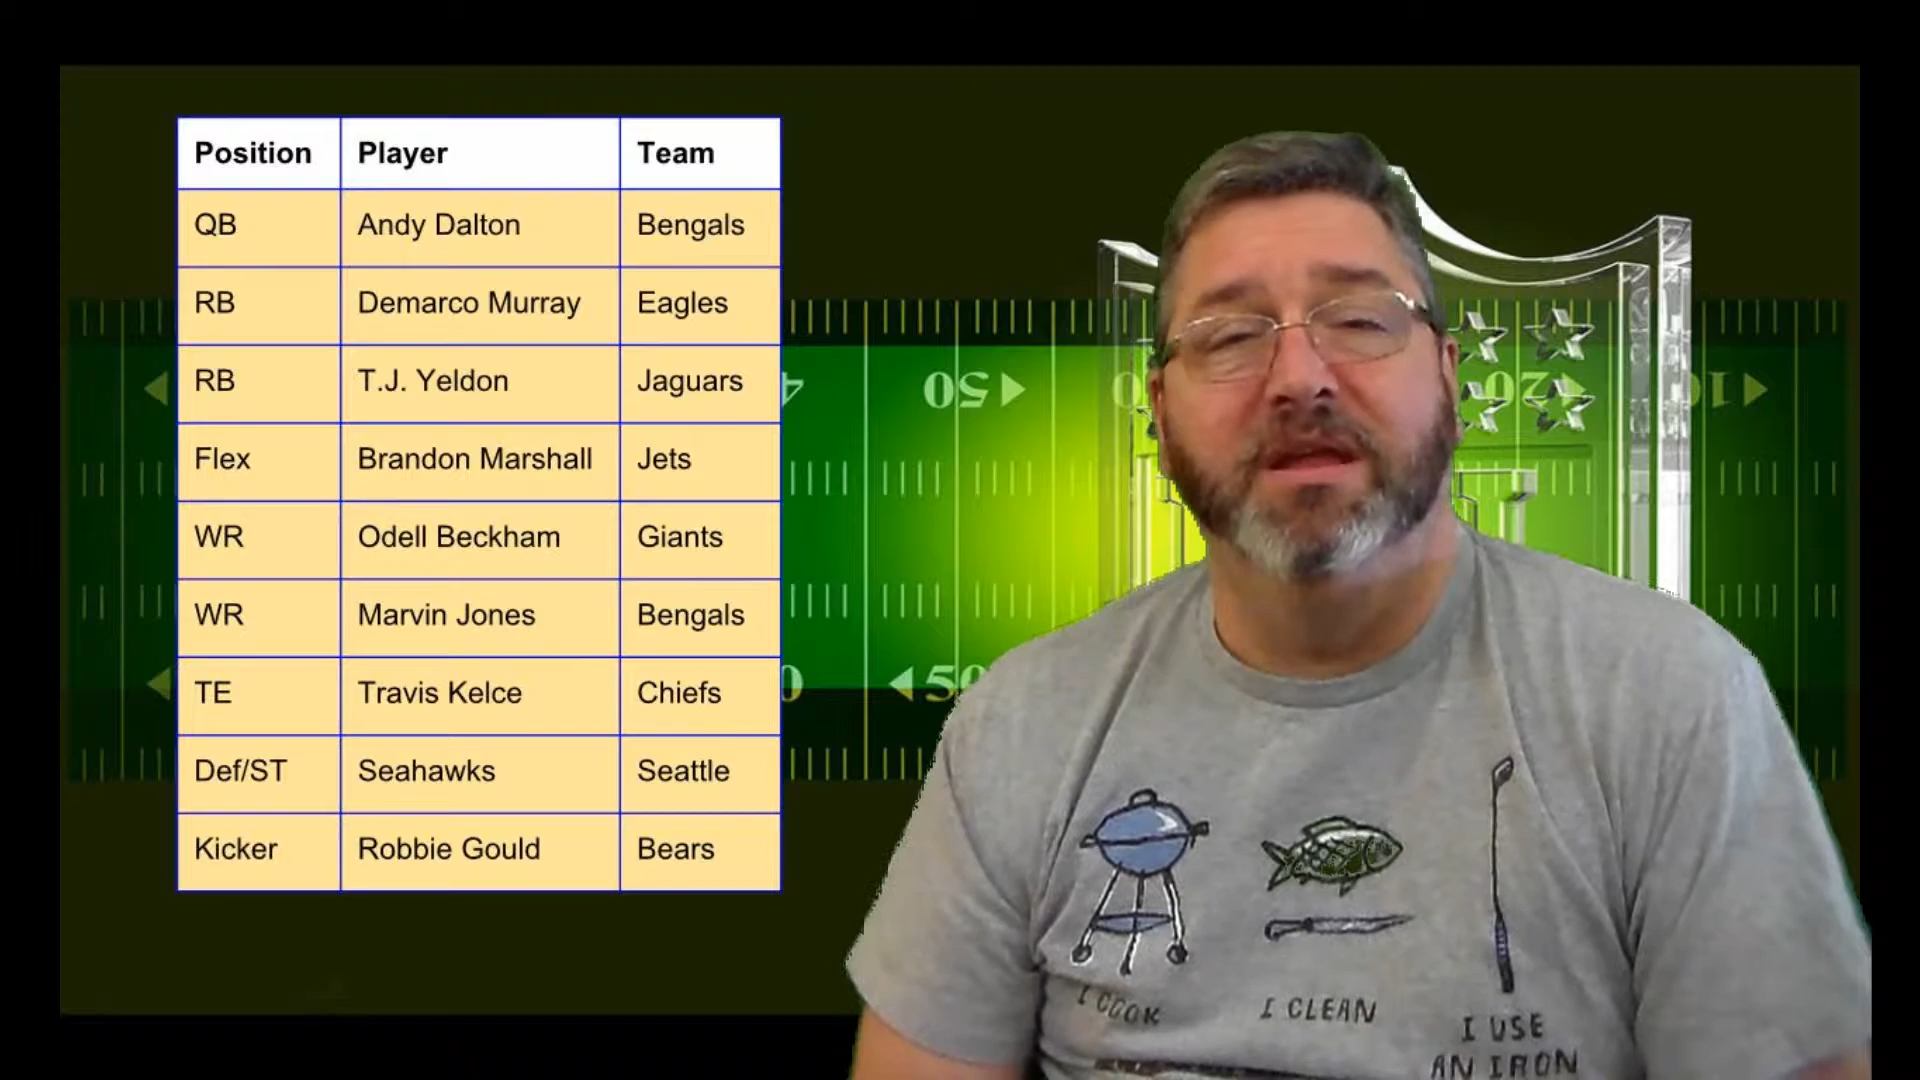 Position Player Team
QB Andy Dalton Bengals
RB Demarco Murray Eagles
RB T.J. Yeldon Jaguars
Flex Brandon Marshall Jets
WR Odell Beckham Giants
WR Marvin Jones Bengals
TE Travis Kelce Chiefs
Def/ST Seahawks Seattle
Kicker Robbie Gould Bears
50
20
50
I COOK
I CLEAN
I USE
AN IRON